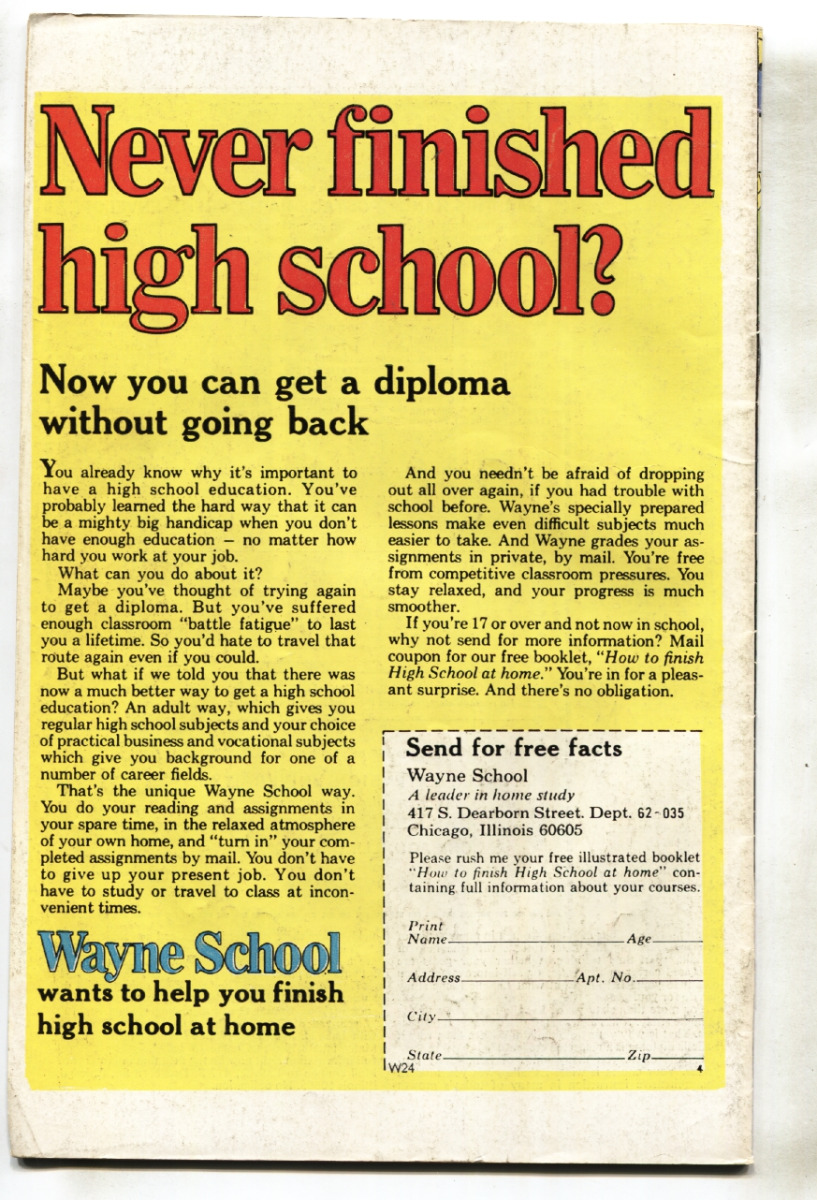 Never finished
high school?
Now you can get a diploma
without going back
You already know why it's important to
have a high school education. You've
probably learned the hard way that it can
be a mighty big handicap when you don't
have enough education – no matter how
hard you work at your job.
What can you do about it?
Maybe you've thought of trying again
to get a diploma. But you've suffered
enough classroom "battle fatigue" to last
you a lifetime. So you'd hate to travel that
route again even if you could.
But what if we told you that there was
now a much better way to get a high school
education? An adult way, which gives you
regular high school subjects and your choice
of practical business and vocational subjects
which give you background for one of a
number of career fields.
That's the unique Wayne School way.
You do your reading and assignments in
your spare time, in the relaxed atmosphere
of your own home, and "turn in" your com-
pleted assignments by mail. You don't have
to give up your present job. You don't
have to study or travel to class at incon-
venient times.
Wayne School
wants to help you finish
high school at home
And you needn't be afraid of dropping
out all over again, if you had trouble with
school before. Wayne's specially prepared
lessons make even difficult subjects much
easier to take. And Wayne grades your as-
signments in private, by mail. You're free
from competitive classroom pressures. You
stay relaxed, and your progress is much
smoother.
If you're 17 or over and not now in school,
why not send for more information? Mail
coupon for our free booklet, "How to finish
High School at home." You're in for a pleas-
ant surprise. And there's no obligation.
Send for free facts
Wayne School
A leader in home study
417 S. Dearborn Street. Dept. 62-035
Chicago, Illinois 60605
Please rush me your free illustrated booklet
"How to finish High School at home" con-
taining full information about your courses.
Print
Name Age
Address Apt. No.
City
State Zip
W24 4